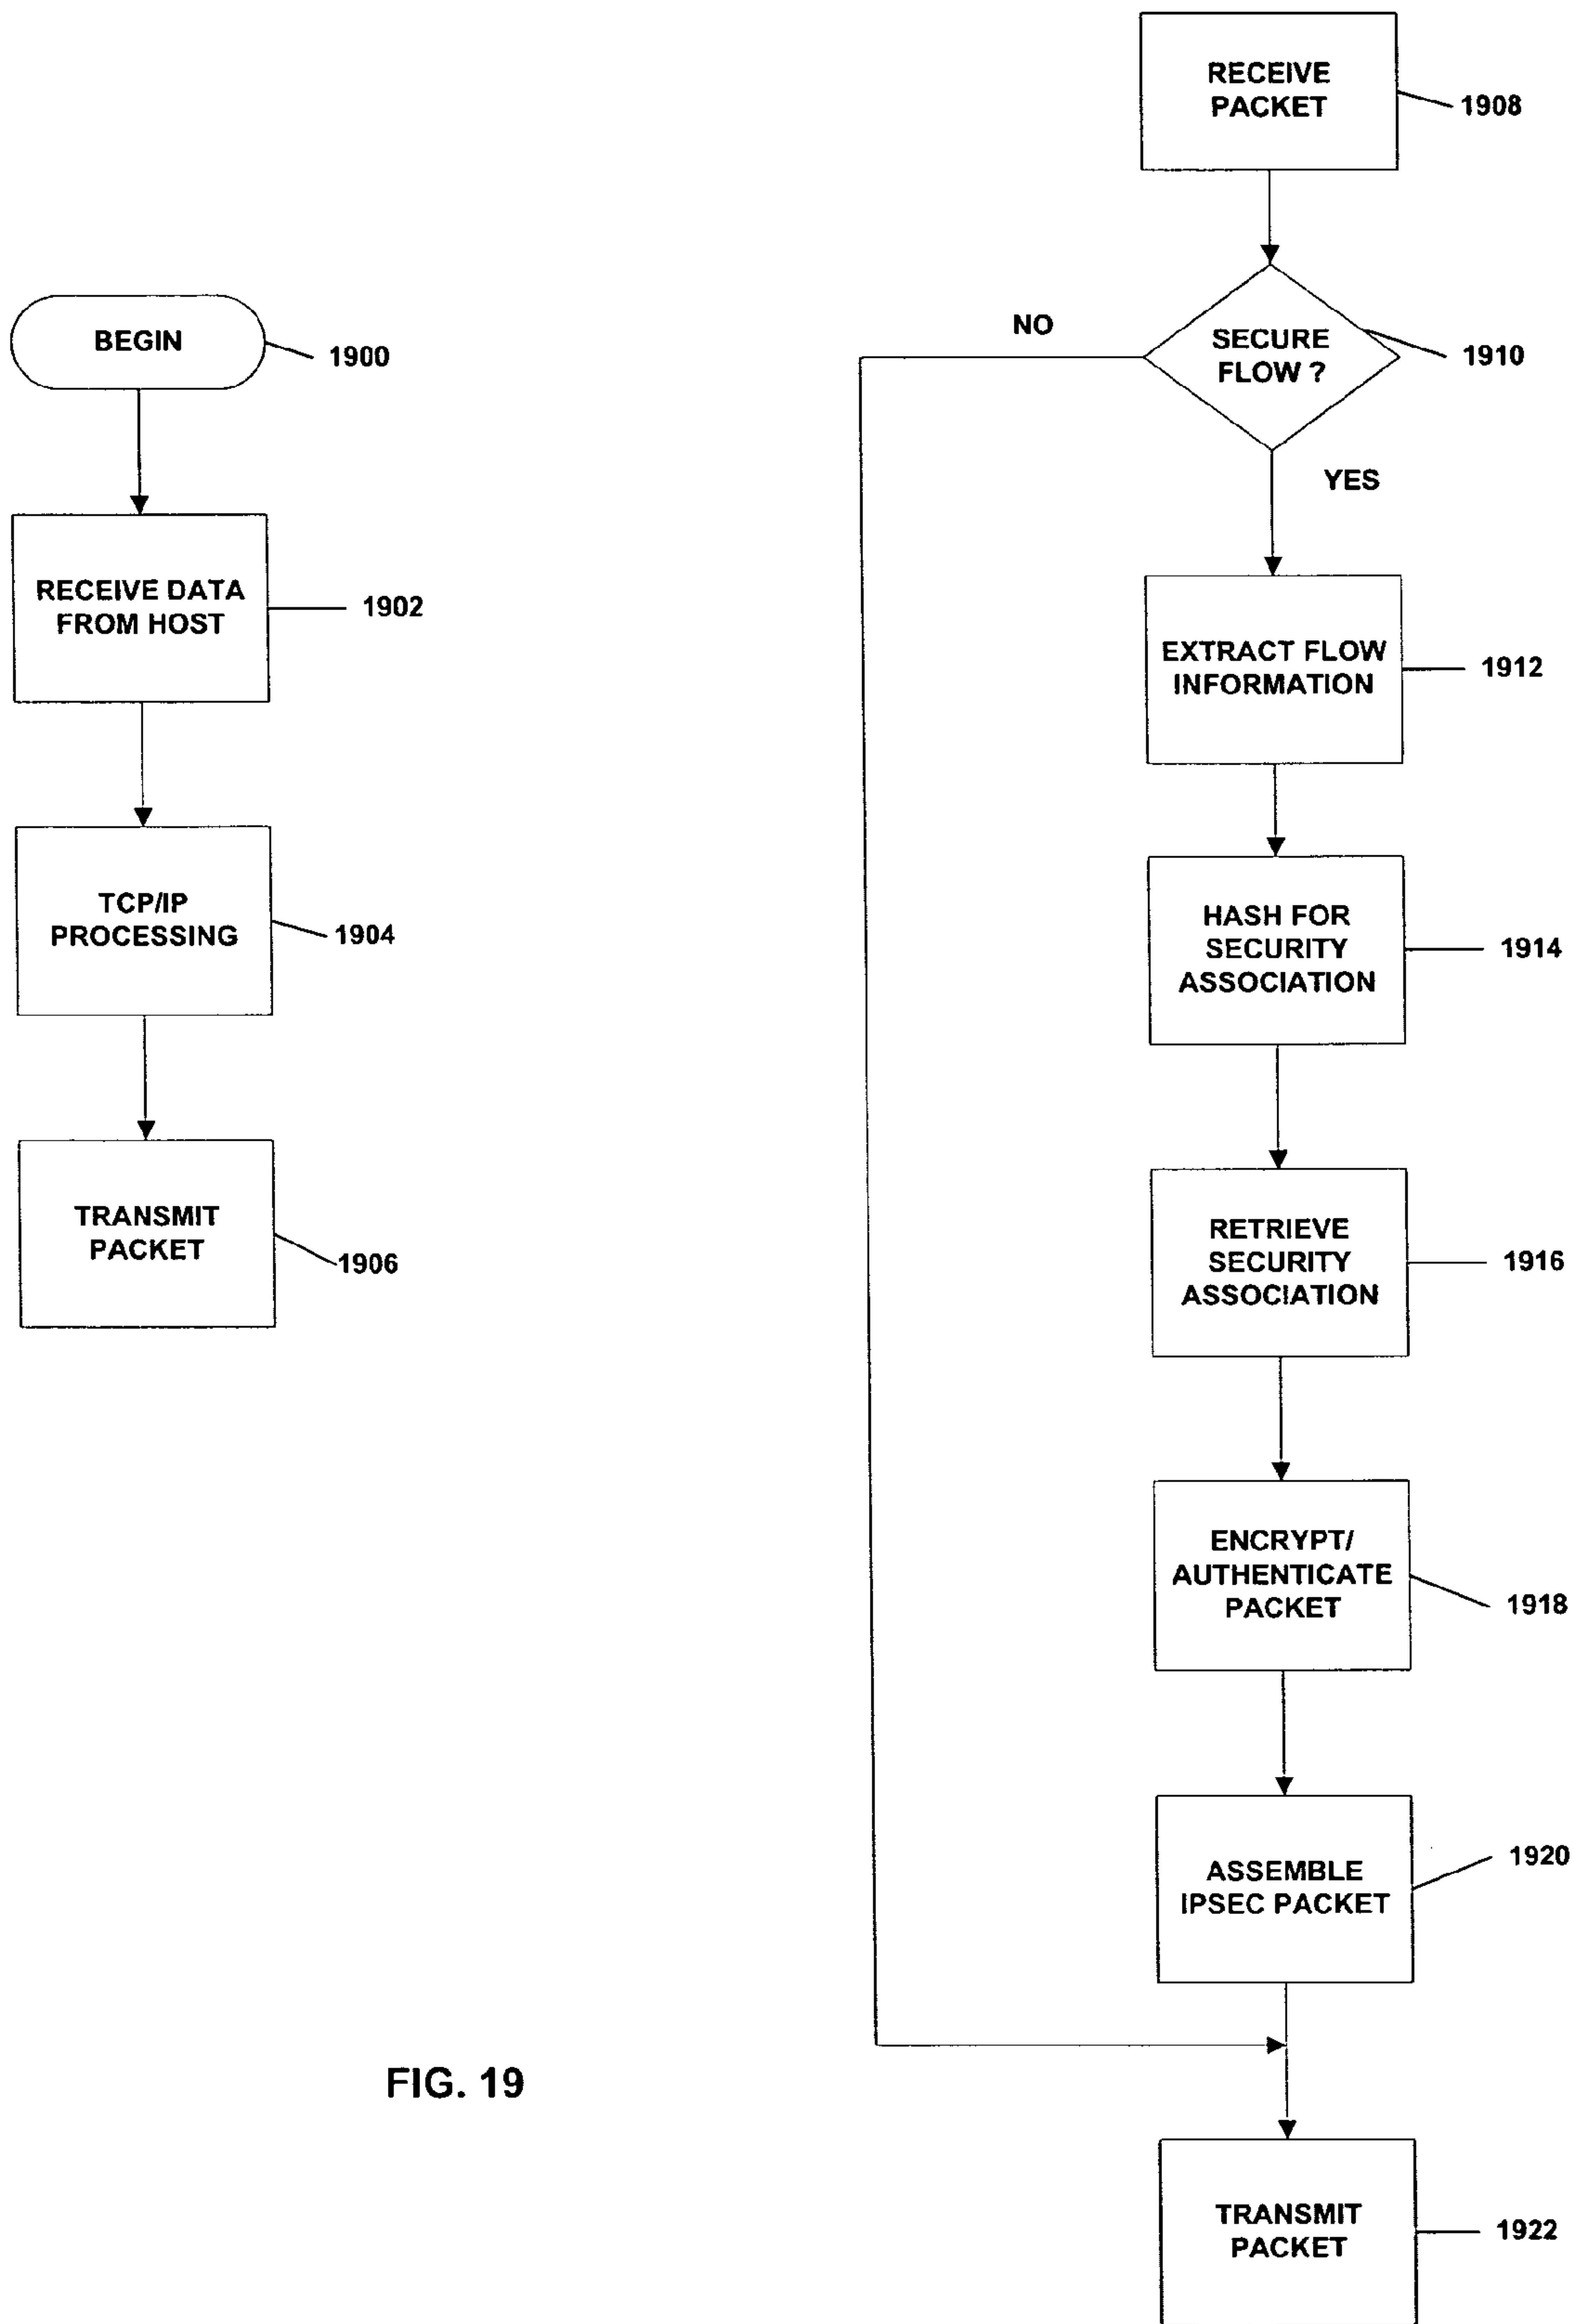 BEGIN
1900
RECEIVE DATA
FROM HOST
1902
TCP/IP
PROCESSING
1904
TRANSMIT
PACKET
1906
RECEIVE
PACKET
1908
NO
SECURE
FLOW ?
1910
YES
EXTRACT FLOW
INFORMATION
1912
HASH FOR
SECURITY
ASSOCIATION
1914
RETRIEVE
SECURITY
ASSOCIATION
1916
ENCRYPT/
AUTHENTICATE
PACKET
1918
ASSEMBLE
IPSEC PACKET
1920
TRANSMIT
PACKET
1922
FIG. 19